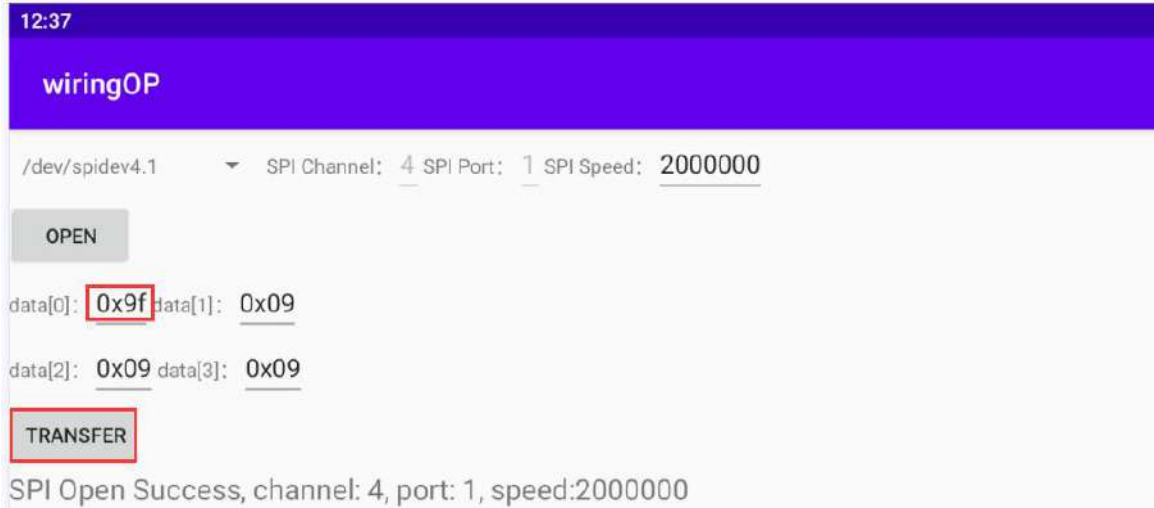 12:37
wiringOP
/dev/spidev4.1 SPI Channel: 4 SPI Port: 1 SPI Speed: 2000000
OPEN
data[0]: 0x9f data[1]: 0x09
data[2]: 0x09 data[3]: 0x09
TRANSFER
SPI Open Success, channel: 4, port: 1, speed:2000000